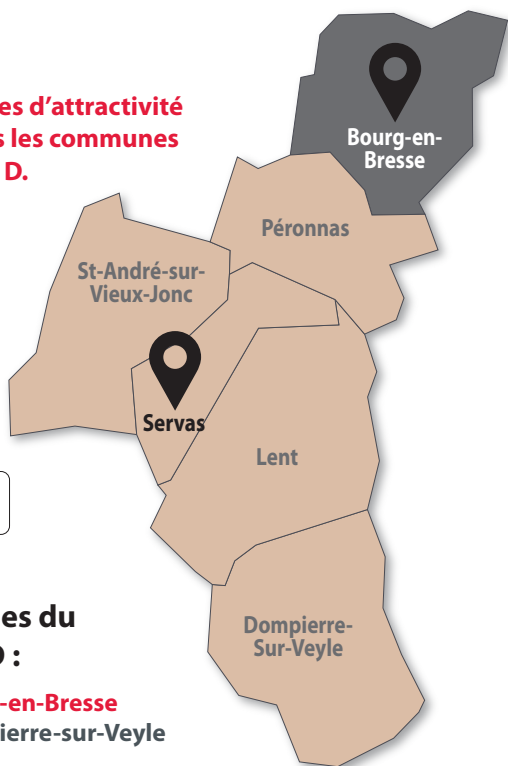 es d'attractivité
s les communes
D.
Bourg-en-
Bresse
Péronnas
St-André-sur-
Vieux-Jonc
Servas
Lent
Dompierre-
Sur-Veyle
es du
:
-en-Bresse
ierre-sur-Veyle